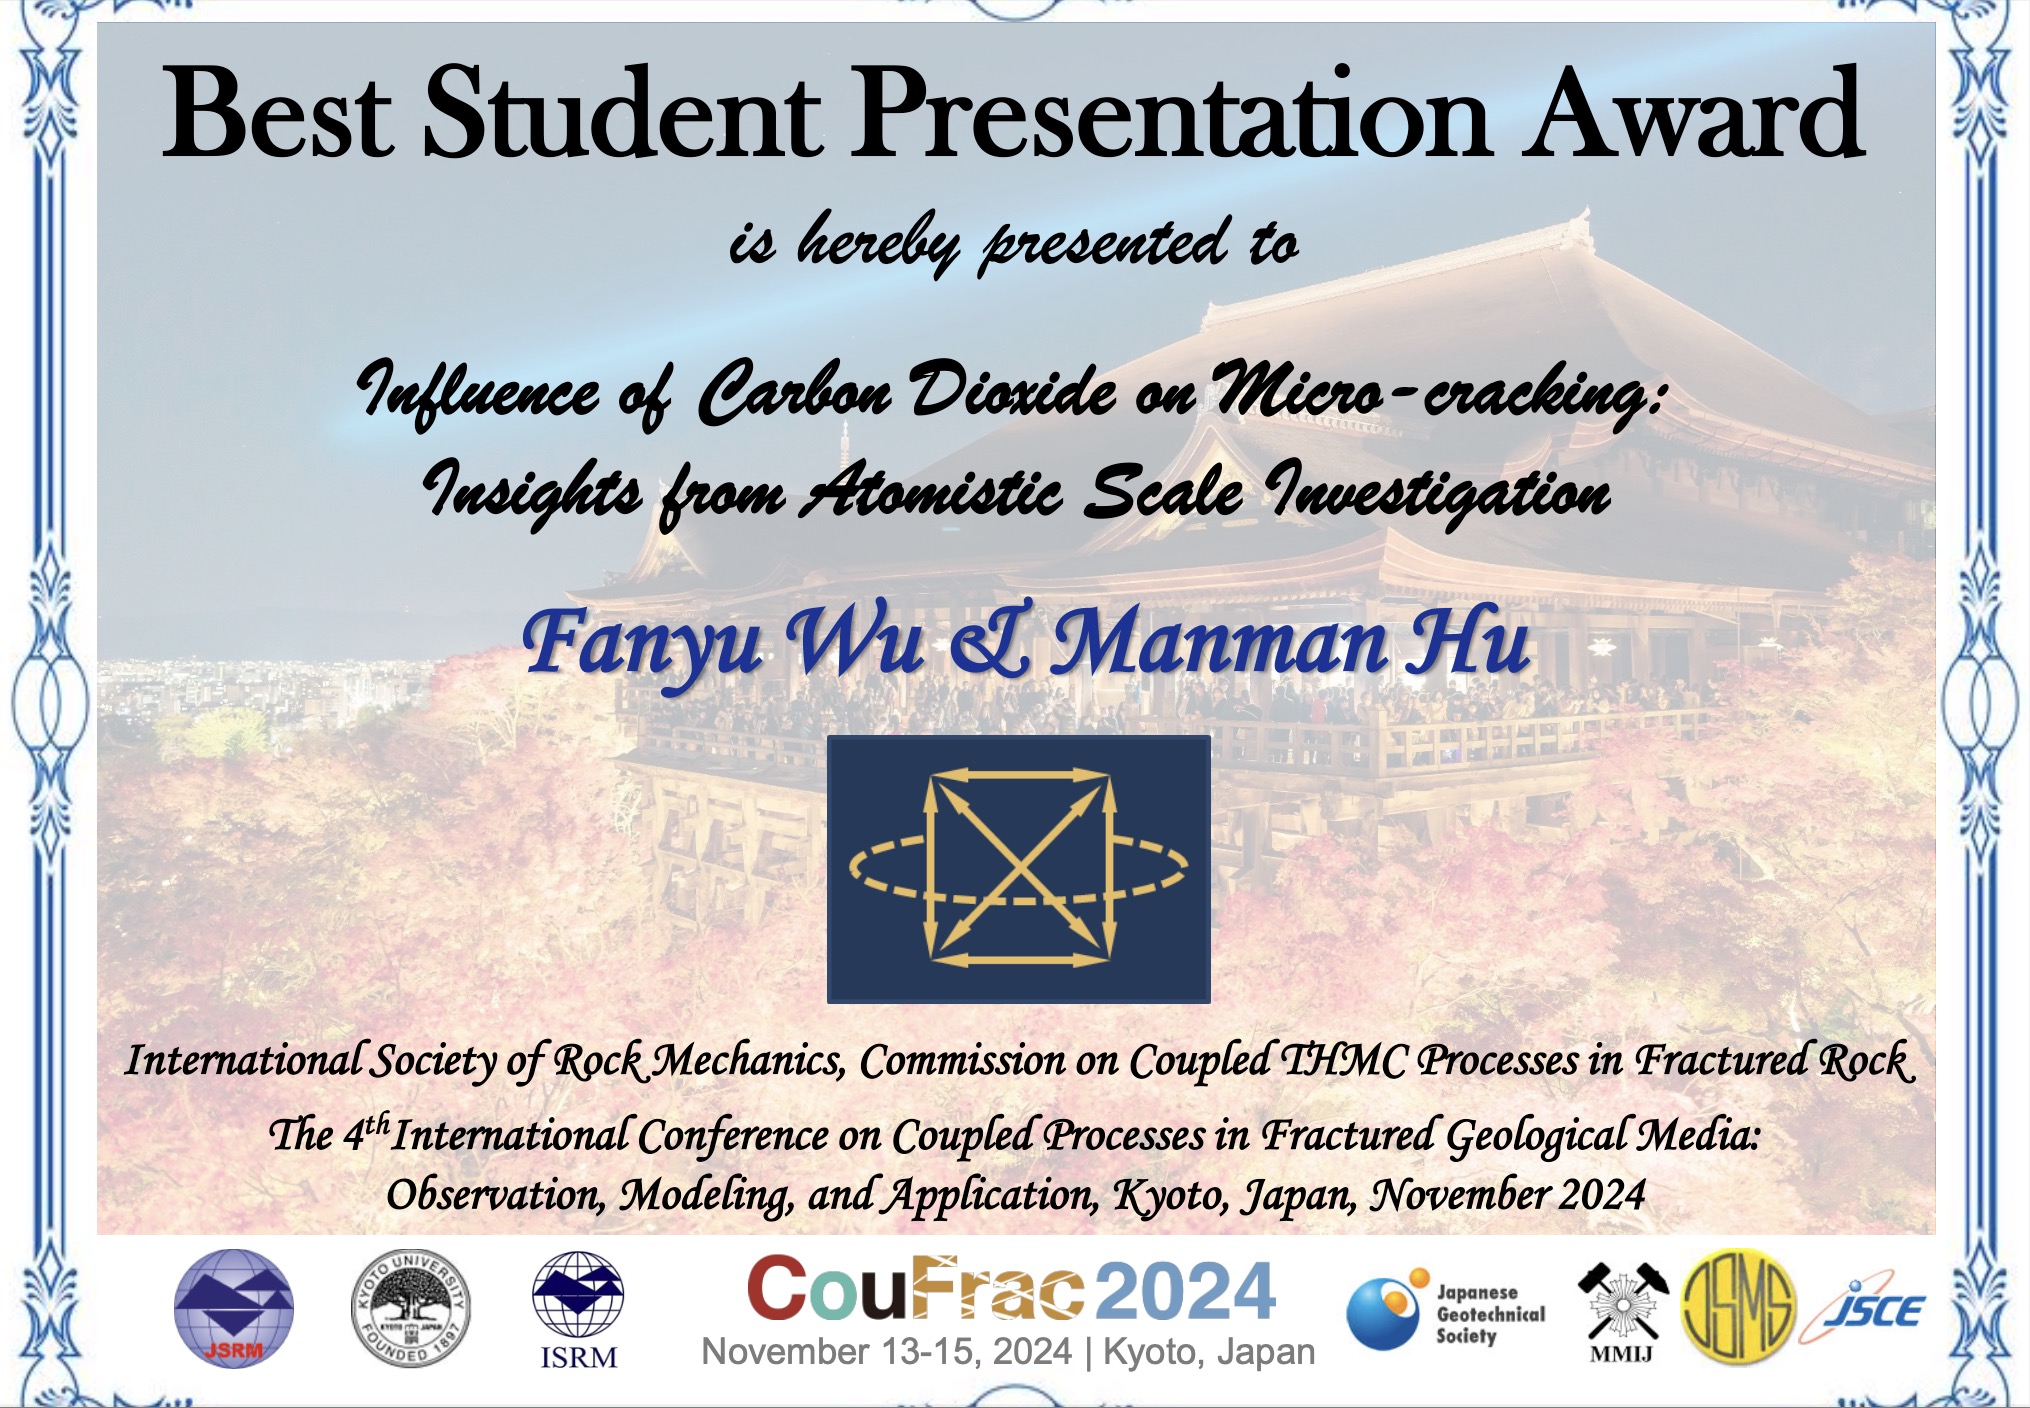 Best Student Presentation Award
is hereby presented to
Influence of Carbon Dioxide on Micro-cracking:
Insights from Atomistic Scale Investigation
Fanyu Wu & Manman Hu
International Society of Rock Mechanics, Commission on Coupled THMC Processes in Fractured Rock
The 4th International Conference on Coupled Processes in Fractured Geological Media:
Observation, Modeling, and Application, Kyoto, Japan, November 2024
JSRM
KYOTO UNIVERSITY
KYOTO JAPAN
FOUNDED 1897
ISRM
CouFrac 2024
November 13-15, 2024 | Kyoto, Japan
Japanese
Geotechnical
Society
MMIJ
JSMS
JSCE